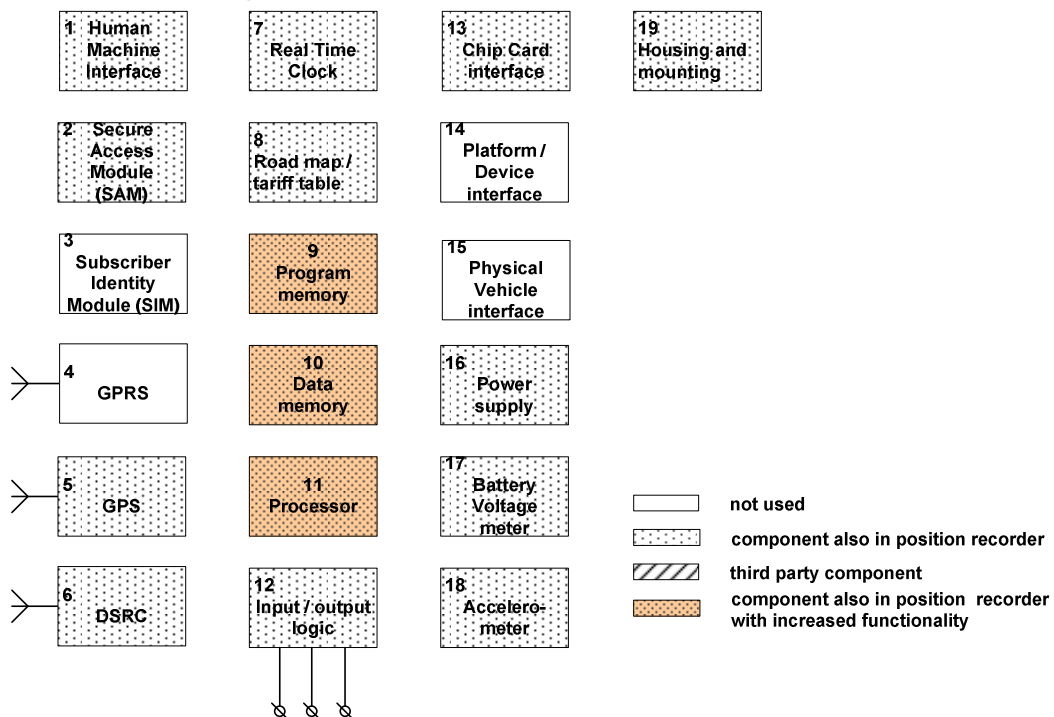 1 Human
Machine
Interface
2 Secure
Access
Module
(SAM)
3
Subscriber
Identity
Module (SIM)
4
GPRS
5
GPS
6
DSRC
7
Real Time
Clock
8
Road map /
tariff table
9
Program
memory
10
Data
memory
11
Processor
12
Input / output
logic
13
Chip Card
interface
14
Platform /
Device
interface
15
Physical
Vehicle
interface
16
Power
supply
17
Battery
Voltage
meter
18
Accelero-
meter
19
Housing and
mounting
not used
component also in position recorder
third party component
component also in position recorder
with increased functionality